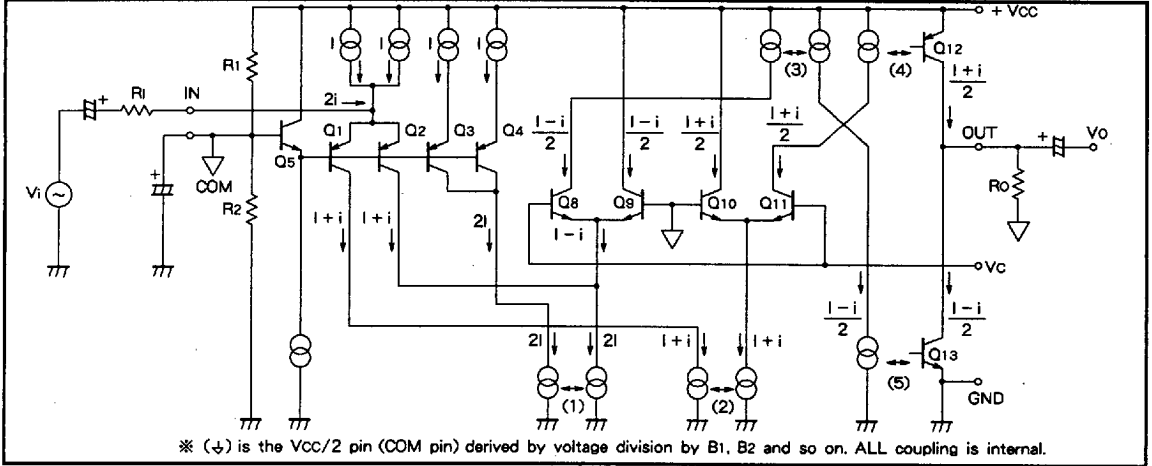 + VCC
I
I
I
I
(3)
(4)
Q12
R1
I+i
2
RI
IN
2i
I-i
2
I-i
2
I+i
2
I+i
2
OUT
VO
Q1
Q2
Q3
Q4
Q5
COM
Vi
R2
RO
Q8
Q9
Q10
Q11
I+i
I+i
2I
I-i
VC
I-i
2
I-i
2
2I
2I
I+i
I+i
Q13
(1)
(2)
(5)
GND
※ (⏚) is the VCC/2 pin (COM pin) derived by voltage division by B1, B2 and so on. ALL coupling is internal.